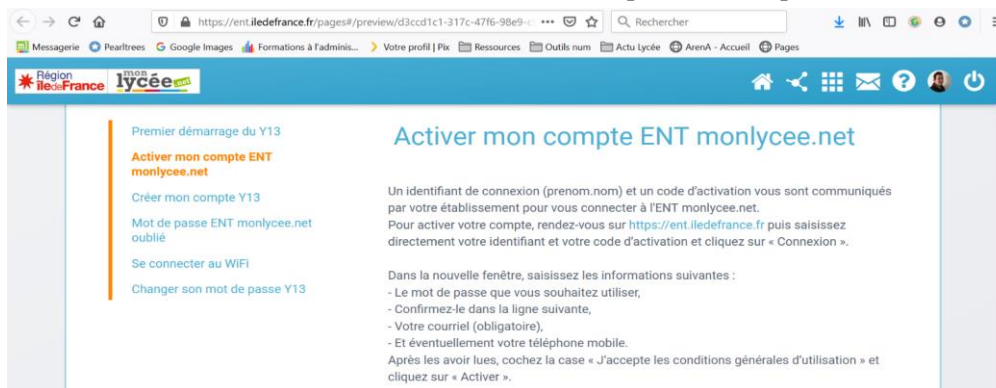 https://ent.iledefrance.fr/pages#/preview/d3ccd1c1-317c-47f6-98e9-c
Rechercher
Messagerie Pearltrees Google Images Formations à l'adminis... Votre profil | Pix Ressources Outils num Actu Lycée ArenA - Accueil Pages
Région
îledeFrance
mon
lycée.net
Premier démarrage du Y13
Activer mon compte ENT
monlycee.net
Créer mon compte Y13
Mot de passe ENT monlycee.net
oublié
Se connecter au WiFi
Changer son mot de passe Y13
Activer mon compte ENT monlycee.net
Un identifiant de connexion (prenom.nom) et un code d'activation vous sont communiqués
par votre établissement pour vous connecter à l'ENT monlycee.net.
Pour activer votre compte, rendez-vous sur https://ent.iledefrance.fr puis saisissez
directement votre identifiant et votre code d'activation et cliquez sur « Connexion ».
Dans la nouvelle fenêtre, saisissez les informations suivantes :
- Le mot de passe que vous souhaitez utiliser,
- Confirmez-le dans la ligne suivante,
- Votre courriel (obligatoire),
- Et éventuellement votre téléphone mobile.
Après les avoir lues, cochez la case « J'accepte les conditions générales d'utilisation » et
cliquez sur « Activer ».